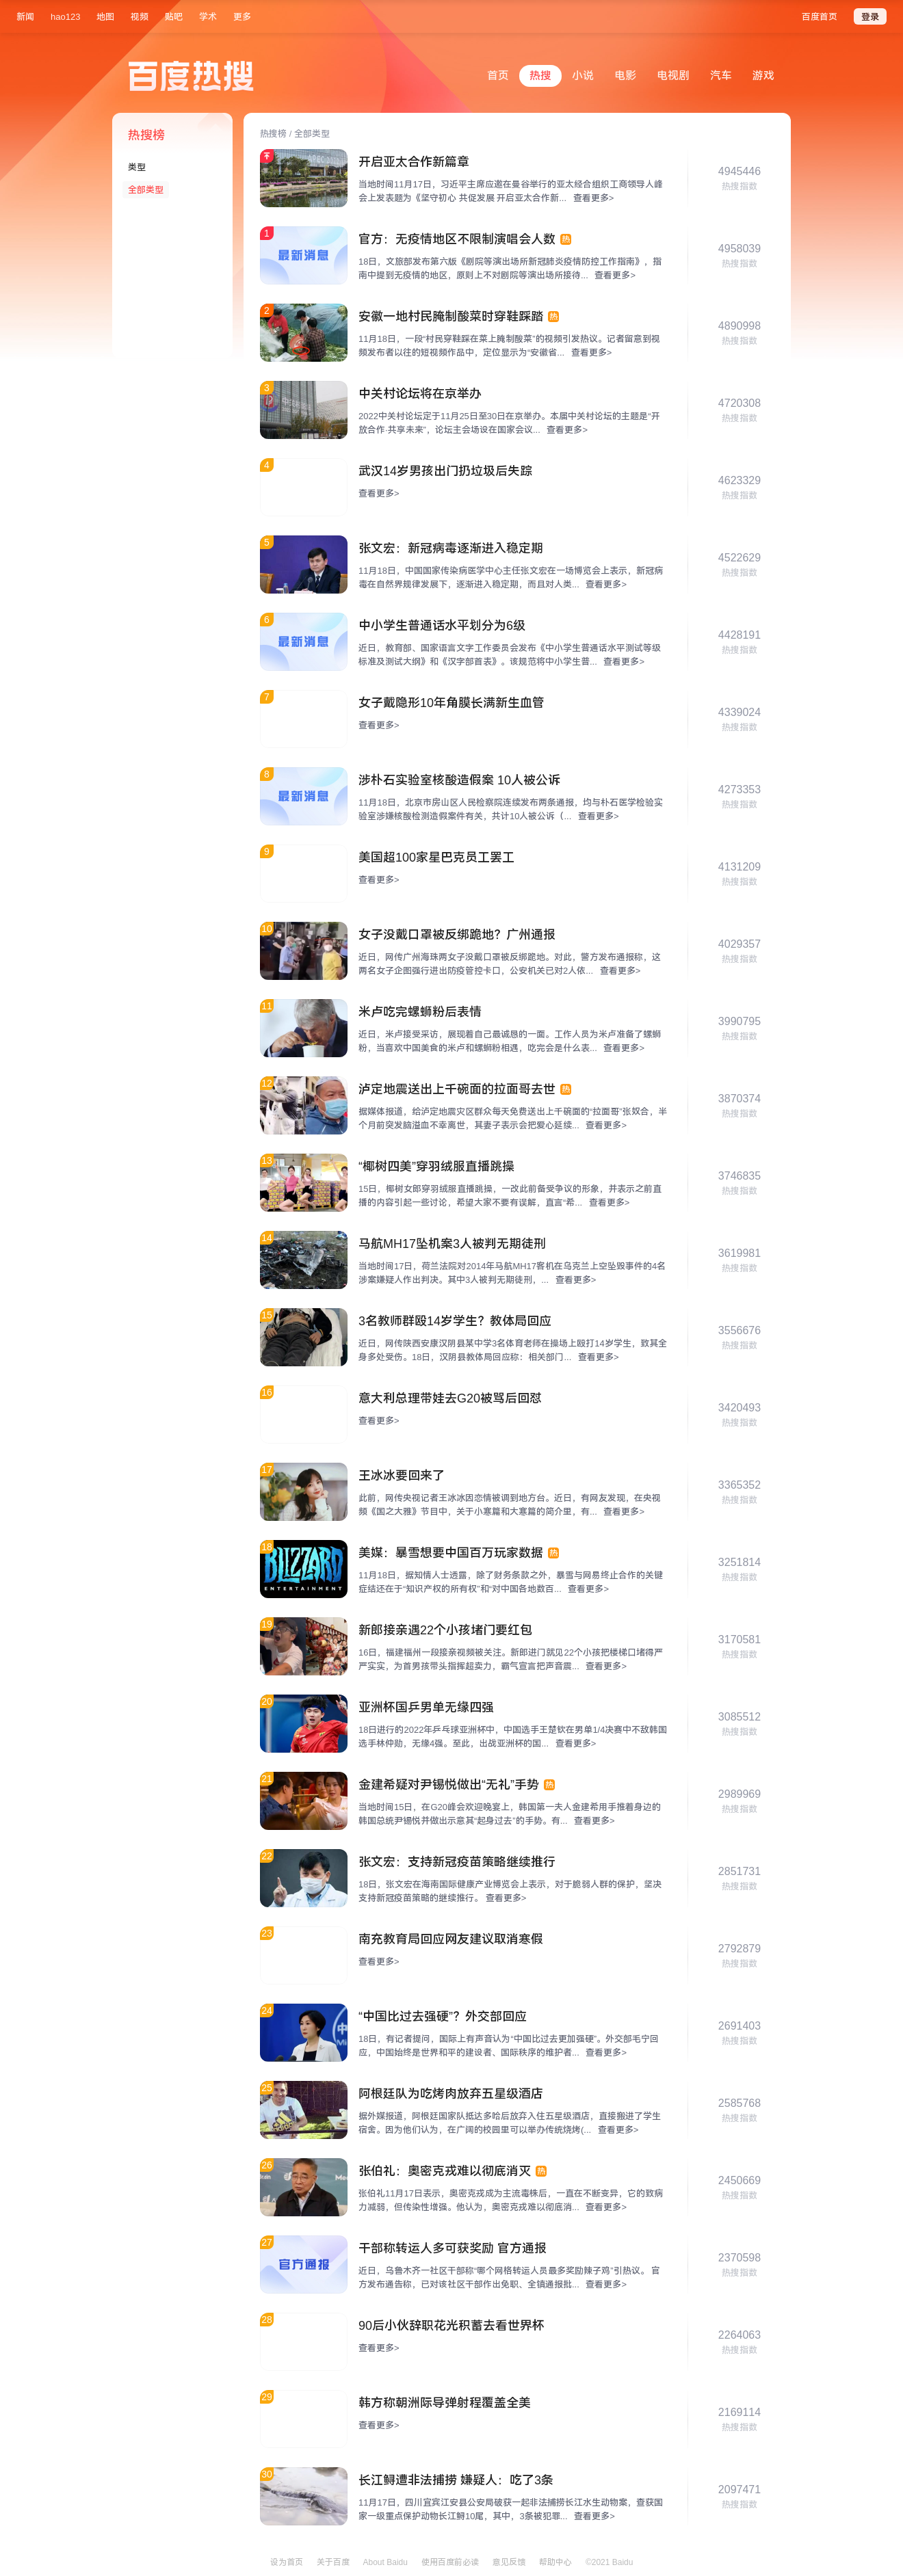 新闻 hao123 地图 视频 贴吧 学术 更多 百度首页 登录
百度热搜
首页 热搜 小说 电影 电视剧 汽车 游戏
热搜榜
类型
全部类型
热搜榜 / 全部类型
开启亚太合作新篇章
当地时间11月17日，习近平主席应邀在曼谷举行的亚太经合组织工商领导人峰
会上发表题为《坚守初心 共促发展 开启亚太合作新... 查看更多>
4945446
热搜指数
1
最新消息
官方：无疫情地区不限制演唱会人数 热
18日，文旅部发布第六版《剧院等演出场所新冠肺炎疫情防控工作指南》，指
南中提到无疫情的地区，原则上不对剧院等演出场所接待... 查看更多>
4958039
热搜指数
2
安徽一地村民腌制酸菜时穿鞋踩踏 热
11月18日，一段“村民穿鞋踩在菜上腌制酸菜”的视频引发热议。记者留意到视
频发布者以往的短视频作品中，定位显示为“安徽省... 查看更多>
4890998
热搜指数
3
中关村论坛将在京举办
2022中关村论坛定于11月25日至30日在京举办。本届中关村论坛的主题是“开
放合作·共享未来”，论坛主会场设在国家会议... 查看更多>
4720308
热搜指数
4
武汉14岁男孩出门扔垃圾后失踪
查看更多>
4623329
热搜指数
5
张文宏：新冠病毒逐渐进入稳定期
11月18日，中国国家传染病医学中心主任张文宏在一场博览会上表示，新冠病
毒在自然界规律发展下，逐渐进入稳定期，而且对人类... 查看更多>
4522629
热搜指数
6
最新消息
中小学生普通话水平划分为6级
近日，教育部、国家语言文字工作委员会发布《中小学生普通话水平测试等级
标准及测试大纲》和《汉字部首表》。该规范将中小学生普... 查看更多>
4428191
热搜指数
7
女子戴隐形10年角膜长满新生血管
查看更多>
4339024
热搜指数
8
最新消息
涉朴石实验室核酸造假案 10人被公诉
11月18日，北京市房山区人民检察院连续发布两条通报，均与朴石医学检验实
验室涉嫌核酸检测造假案件有关，共计10人被公诉（... 查看更多>
4273353
热搜指数
9
美国超100家星巴克员工罢工
查看更多>
4131209
热搜指数
10
女子没戴口罩被反绑跪地？广州通报
近日，网传广州海珠两女子没戴口罩被反绑跪地。对此，警方发布通报称，这
两名女子企图强行进出防疫管控卡口，公安机关已对2人依... 查看更多>
4029357
热搜指数
11
米卢吃完螺蛳粉后表情
近日，米卢接受采访，展现着自己最诚恳的一面。工作人员为米卢准备了螺蛳
粉，当喜欢中国美食的米卢和螺蛳粉相遇，吃完会是什么表... 查看更多>
3990795
热搜指数
12
泸定地震送出上千碗面的拉面哥去世 热
据媒体报道，给泸定地震灾区群众每天免费送出上千碗面的“拉面哥”张奴合，半
个月前突发脑溢血不幸离世，其妻子表示会把爱心延续... 查看更多>
3870374
热搜指数
13
“椰树四美”穿羽绒服直播跳操
15日，椰树女郎穿羽绒服直播跳操，一改此前备受争议的形象，并表示之前直
播的内容引起一些讨论，希望大家不要有误解，直言“希... 查看更多>
3746835
热搜指数
14
马航MH17坠机案3人被判无期徒刑
当地时间17日，荷兰法院对2014年马航MH17客机在乌克兰上空坠毁事件的4名
涉案嫌疑人作出判决。其中3人被判无期徒刑，... 查看更多>
3619981
热搜指数
15
3名教师群殴14岁学生？教体局回应
近日，网传陕西安康汉阴县某中学3名体育老师在操场上殴打14岁学生，致其全
身多处受伤。18日，汉阴县教体局回应称：相关部门... 查看更多>
3556676
热搜指数
16
意大利总理带娃去G20被骂后回怼
查看更多>
3420493
热搜指数
17
王冰冰要回来了
此前，网传央视记者王冰冰因恋情被调到地方台。近日，有网友发现，在央视
频《国之大雅》节目中，关于小寒篇和大寒篇的简介里，有... 查看更多>
3365352
热搜指数
18
BLIZZARD
ENTERTAINMENT
美媒：暴雪想要中国百万玩家数据 热
11月18日，据知情人士透露，除了财务条款之外，暴雪与网易终止合作的关键
症结还在于“知识产权的所有权”和“对中国各地数百... 查看更多>
3251814
热搜指数
19
新郎接亲遇22个小孩堵门要红包
16日，福建福州一段接亲视频被关注。新郎进门就见22个小孩把楼梯口堵得严
严实实，为首男孩带头指挥超卖力，霸气宣言把声音震... 查看更多>
3170581
热搜指数
20
亚洲杯国乒男单无缘四强
18日进行的2022年乒乓球亚洲杯中，中国选手王楚钦在男单1/4决赛中不敌韩国
选手林仲勋，无缘4强。至此，出战亚洲杯的国... 查看更多>
3085512
热搜指数
21
金建希疑对尹锡悦做出“无礼”手势 热
当地时间15日，在G20峰会欢迎晚宴上，韩国第一夫人金建希用手推着身边的
韩国总统尹锡悦并做出示意其“起身过去”的手势。有... 查看更多>
2989969
热搜指数
22
张文宏：支持新冠疫苗策略继续推行
18日，张文宏在海南国际健康产业博览会上表示，对于脆弱人群的保护，坚决
支持新冠疫苗策略的继续推行。 查看更多>
2851731
热搜指数
23
南充教育局回应网友建议取消寒假
查看更多>
2792879
热搜指数
24
“中国比过去强硬”？外交部回应
18日，有记者提问，国际上有声音认为“中国比过去更加强硬”。外交部毛宁回
应，中国始终是世界和平的建设者、国际秩序的维护者... 查看更多>
2691403
热搜指数
25
阿根廷队为吃烤肉放弃五星级酒店
据外媒报道，阿根廷国家队抵达多哈后放弃入住五星级酒店，直接搬进了学生
宿舍。因为他们认为，在广阔的校园里可以举办传统烧烤(... 查看更多>
2585768
热搜指数
26
张伯礼：奥密克戎难以彻底消灭 热
张伯礼11月17日表示，奥密克戎成为主流毒株后，一直在不断变异，它的致病
力减弱，但传染性增强。他认为，奥密克戎难以彻底消... 查看更多>
2450669
热搜指数
27
官方通报
干部称转运人多可获奖励 官方通报
近日，乌鲁木齐一社区干部称“哪个网格转运人员最多奖励辣子鸡”引热议。 官
方发布通告称，已对该社区干部作出免职、全镇通报批... 查看更多>
2370598
热搜指数
28
90后小伙辞职花光积蓄去看世界杯
查看更多>
2264063
热搜指数
29
韩方称朝洲际导弹射程覆盖全美
查看更多>
2169114
热搜指数
30
长江鲟遭非法捕捞 嫌疑人：吃了3条
11月17日，四川宜宾江安县公安局破获一起非法捕捞长江水生动物案，查获国
家一级重点保护动物长江鲟10尾，其中，3条被犯罪... 查看更多>
2097471
热搜指数
设为首页 关于百度 About Baidu 使用百度前必读 意见反馈 帮助中心 ©2021 Baidu